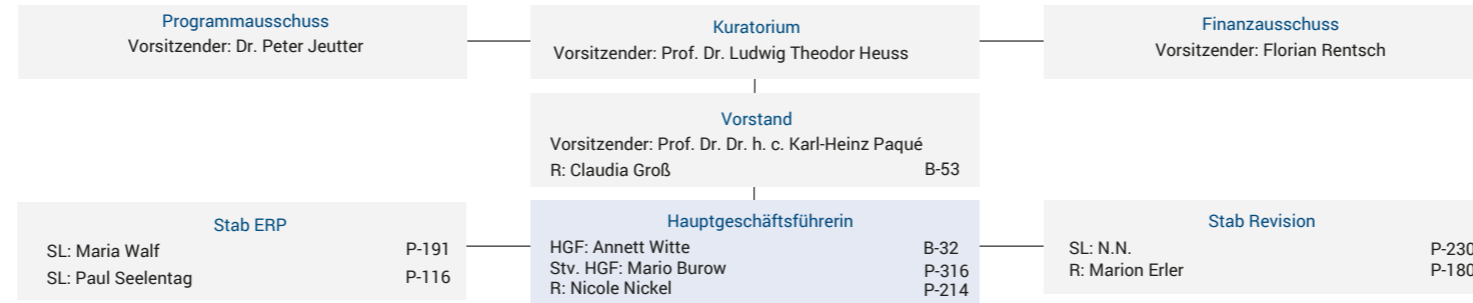 Programmausschuss
Vorsitzender: Dr. Peter Jeutter
Kuratorium
Vorsitzender: Prof. Dr. Ludwig Theodor Heuss
Finanzausschuss
Vorsitzender: Florian Rentsch
Vorstand
Vorsitzender: Prof. Dr. Dr. h. c. Karl-Heinz Paqué
R: Claudia Groß B-53
Stab ERP
SL: Maria Walf P-191
SL: Paul Seelentag P-116
Hauptgeschäftsführerin
HGF: Annett Witte B-32
Stv. HGF: Mario Burow P-316
R: Nicole Nickel P-214
Stab Revision
SL: N.N. P-230
R: Marion Erler P-180